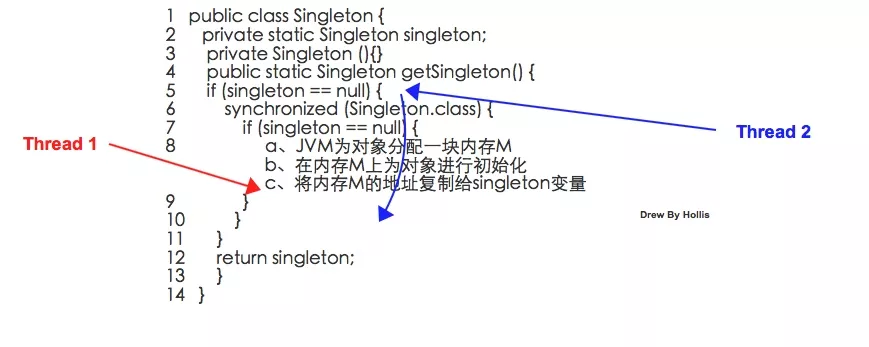 1 public class Singleton {
2 private static Singleton singleton;
3 private Singleton (){}
4 public static Singleton getSingleton() {
5 if (singleton == null) {
6 synchronized (Singleton.class) {
7 if (singleton == null) {
8 a、JVM为对象分配一块内存M
b、在内存M上为对象进行初始化
c、将内存M的地址复制给singleton变量
9 }
10 }
11 }
12 return singleton;
13 }
14 }
Thread 1
Thread 2
Drew By Hollis